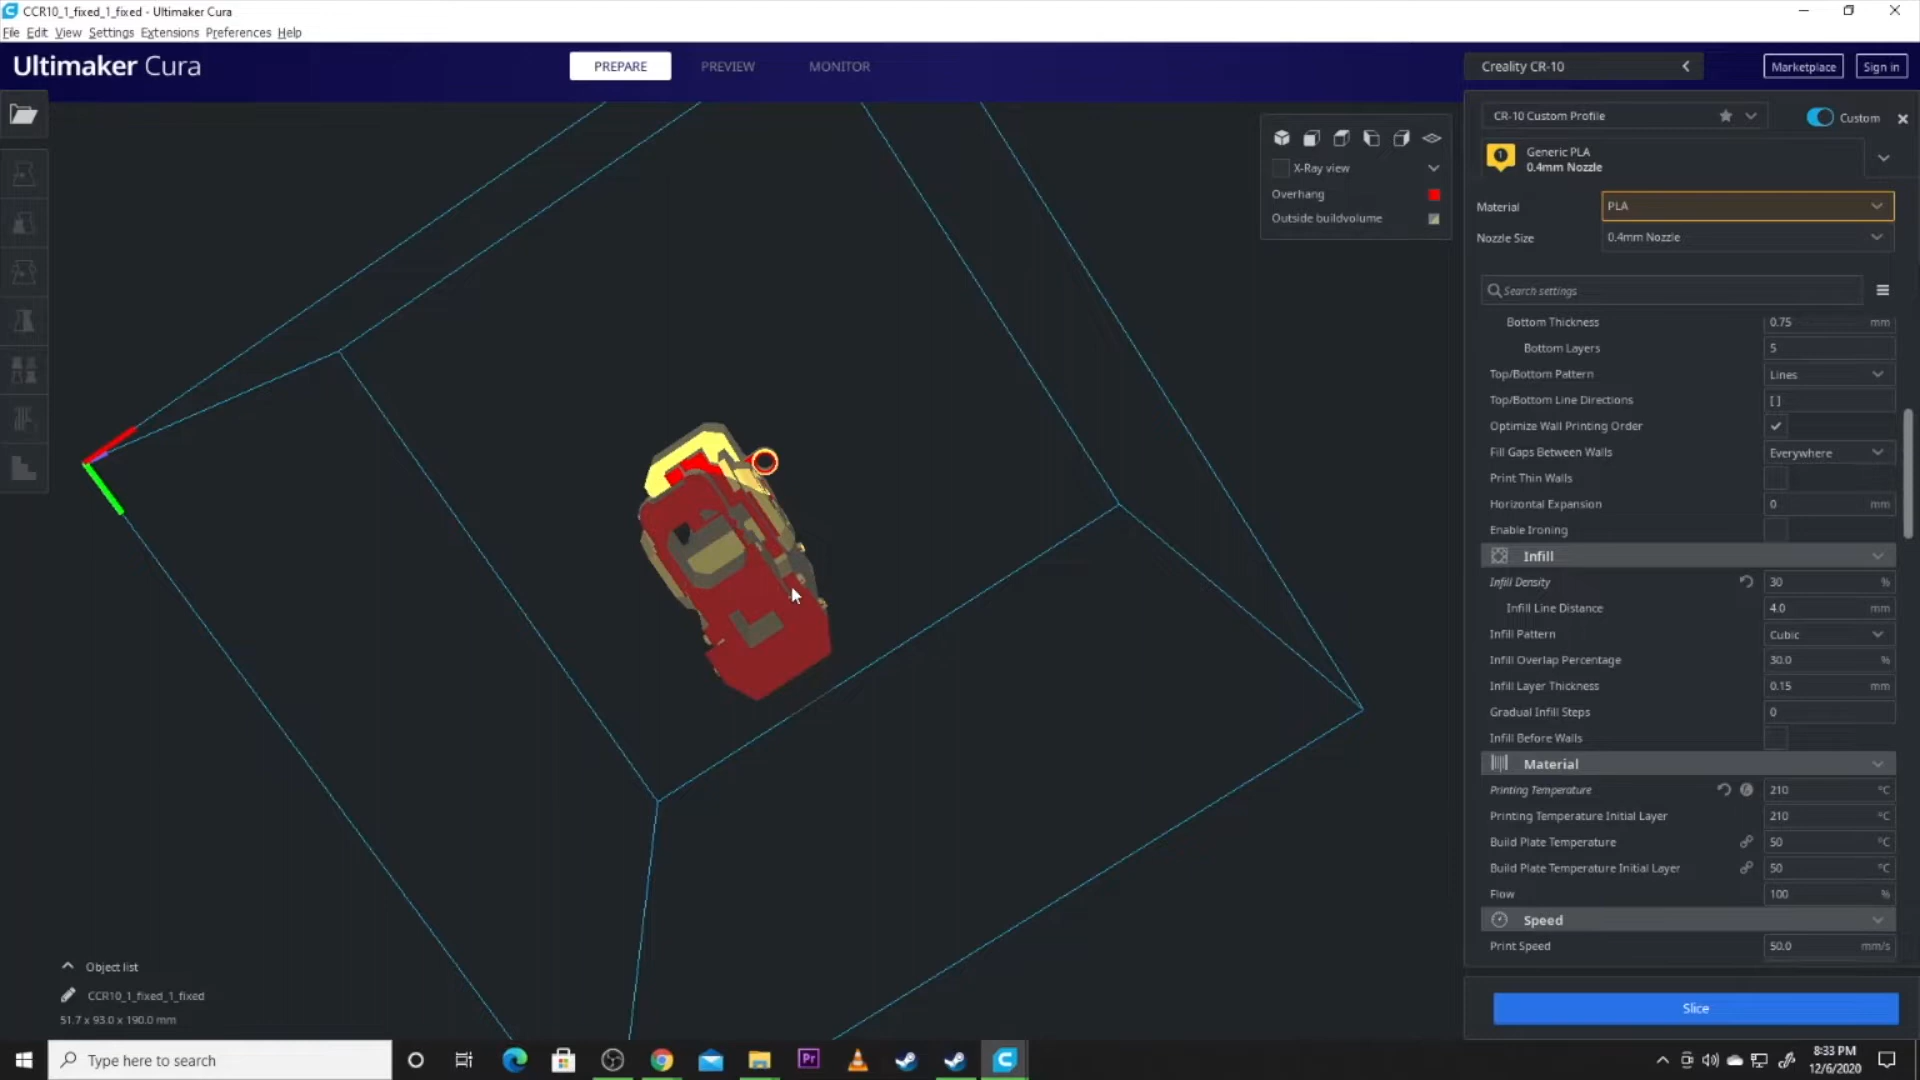 CCR10_1_fixed_1_fixed - Ultimaker Cura
File Edit View Settings Extensions Preferences Help
Ultimaker Cura
PREPARE
PREVIEW
MONITOR
Creality CR-10
Marketplace
Sign in
CR-10 Custom Profile
Custom
1
Generic PLA
0.4mm Nozzle
Material
PLA
Nozzle Size
0.4mm Nozzle
X-Ray view
Overhang
Outside buildvolume
Search settings
Bottom Thickness 0.75 mm
Bottom Layers 5
Top/Bottom Pattern Lines
Top/Bottom Line Directions [ ]
Optimize Wall Printing Order
Fill Gaps Between Walls Everywhere
Print Thin Walls
Horizontal Expansion 0 mm
Enable Ironing
Infill
Infill Density 30 %
Infill Line Distance 4.0 mm
Infill Pattern Cubic
Infill Overlap Percentage 30.0 %
Infill Layer Thickness 0.15 mm
Gradual Infill Steps 0
Infill Before Walls
Material
Printing Temperature 210 °C
Printing Temperature Initial Layer 210 °C
Build Plate Temperature 50 °C
Build Plate Temperature Initial Layer 50 °C
Flow 100 %
Speed
Print Speed 50.0 mm/s
Object list
CCR10_1_fixed_1_fixed
51.7 x 93.0 x 190.0 mm
Slice
Type here to search
Pr
8:33 PM
12/6/2020